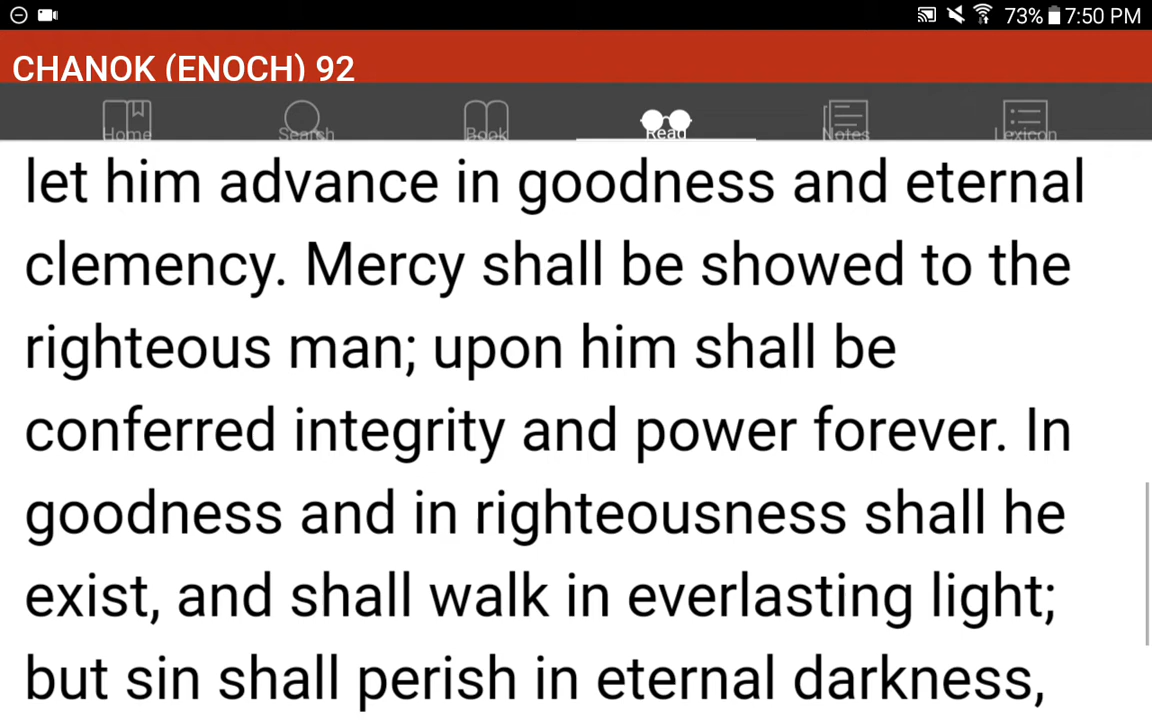 73% 7:50 PM
CHANOK (ENOCH) 92
Home Search Book Read Notes Lexicon
let him advance in goodness and eternal
clemency. Mercy shall be showed to the
righteous man; upon him shall be
conferred integrity and power forever. In
goodness and in righteousness shall he
exist, and shall walk in everlasting light;
but sin shall perish in eternal darkness,